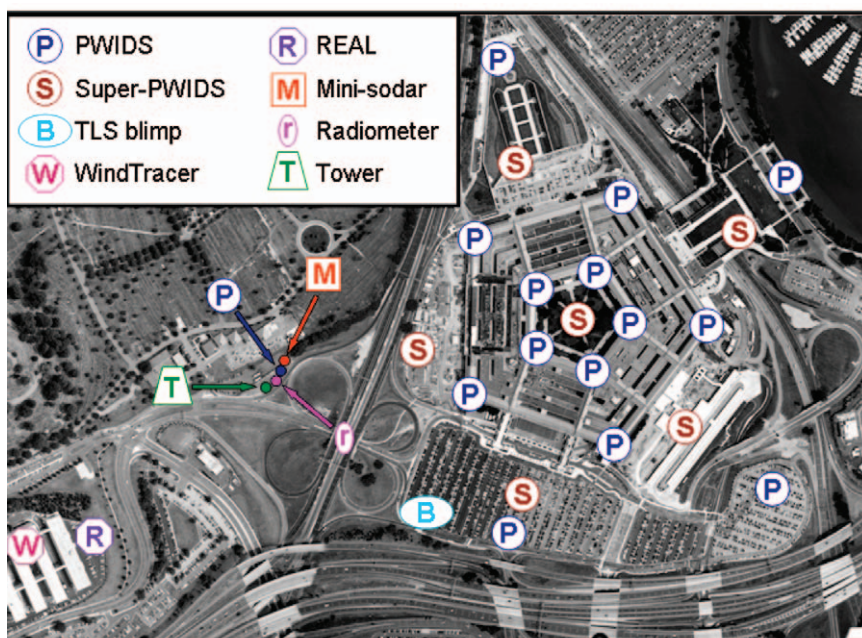 P PWIDS
R REAL
S Super-PWIDS
M Mini-sodar
B TLS blimp
r Radiometer
W WindTracer
T Tower
P
S
P
P
S
P
M
P
P
P
S
P
P
S
P
T
P
P
S
r
P
P
S
B
P
W
R
P